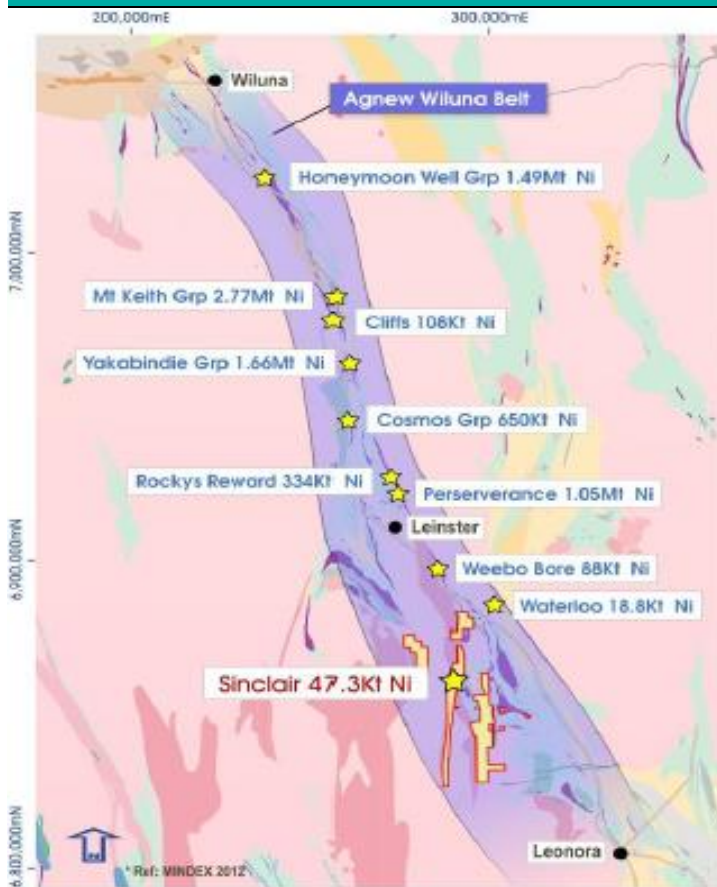 200,000mE
300,000mE
Wiluna
Agnew Wiluna Belt
Honeymoon Well Grp 1.49Mt Ni
7,000,000mN
Mt Keith Grp 2.77Mt Ni
Cliffs 108Kt Ni
Yakabindie Grp 1.66Mt Ni
Cosmos Grp 650Kt Ni
Rockys Reward 334Kt Ni
Perserverance 1.05Mt Ni
Leinster
6,900,000mN
Weebo Bore 88Kt Ni
Waterloo 18.8Kt Ni
Sinclair 47.3Kt Ni
Leonora
6,800,000mN
* Ref: MINDEX 2012